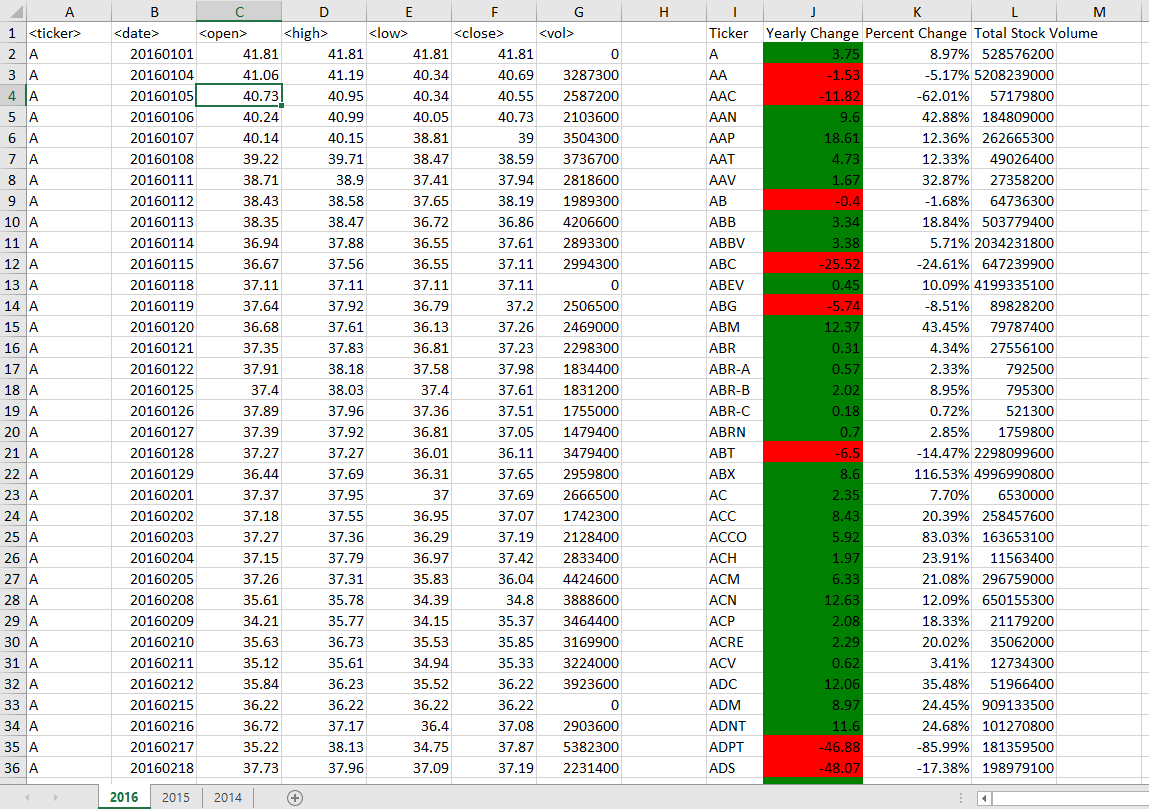 A B C D E F G H I J K L M
1 <ticker> <date> <open> <high> <low> <close> <vol> Ticker Yearly Change Percent Change Total Stock Volume
2 A 20160101 41.81 41.81 41.81 41.81 0 A 3.75 8.97% 528576200
3 A 20160104 41.06 41.19 40.34 40.69 3287300 AA -1.53 -5.17% 5208239000
4 A 20160105 40.73 40.95 40.34 40.55 2587200 AAC -11.82 -62.01% 57179800
5 A 20160106 40.24 40.99 40.05 40.73 2103600 AAN 9.6 42.88% 184809000
6 A 20160107 40.14 40.15 38.81 39 3504300 AAP 18.61 12.36% 262665300
7 A 20160108 39.22 39.71 38.47 38.59 3736700 AAT 4.73 12.33% 49026400
8 A 20160111 38.71 38.9 37.41 37.94 2818600 AAV 1.67 32.87% 27358200
9 A 20160112 38.43 38.58 37.65 38.19 1989300 AB -0.4 -1.68% 64736300
10 A 20160113 38.35 38.47 36.72 36.86 4206600 ABB 3.34 18.84% 503779400
11 A 20160114 36.94 37.88 36.55 37.61 2893300 ABBV 3.38 5.71% 2034231800
12 A 20160115 36.67 37.56 36.55 37.11 2994300 ABC -25.52 -24.61% 647239900
13 A 20160118 37.11 37.11 37.11 37.11 0 ABEV 0.45 10.09% 4199335100
14 A 20160119 37.64 37.92 36.79 37.2 2506500 ABG -5.74 -8.51% 89828200
15 A 20160120 36.68 37.61 36.13 37.26 2469000 ABM 12.37 43.45% 79787400
16 A 20160121 37.35 37.83 36.81 37.23 2298300 ABR 0.31 4.34% 27556100
17 A 20160122 37.91 38.18 37.58 37.98 1834400 ABR-A 0.57 2.33% 792500
18 A 20160125 37.4 38.03 37.4 37.61 1831200 ABR-B 2.02 8.95% 795300
19 A 20160126 37.89 37.96 37.36 37.51 1755000 ABR-C 0.18 0.72% 521300
20 A 20160127 37.39 37.92 36.81 37.05 1479400 ABRN 0.7 2.85% 1759800
21 A 20160128 37.27 37.27 36.01 36.11 3479400 ABT -6.5 -14.47% 2298099600
22 A 20160129 36.44 37.69 36.31 37.65 2959800 ABX 8.6 116.53% 4996990800
23 A 20160201 37.37 37.95 37 37.69 2666500 AC 2.35 7.70% 6530000
24 A 20160202 37.18 37.55 36.95 37.07 1742300 ACC 8.43 20.39% 258457600
25 A 20160203 37.27 37.36 36.29 37.19 2128400 ACCO 5.92 83.03% 163653100
26 A 20160204 37.15 37.79 36.97 37.42 2833400 ACH 1.97 23.91% 11563400
27 A 20160205 37.26 37.31 35.83 36.04 4424600 ACM 6.33 21.08% 296759000
28 A 20160208 35.61 35.78 34.39 34.8 3888600 ACN 12.63 12.09% 650155300
29 A 20160209 34.21 35.77 34.15 35.37 3464400 ACP 2.08 18.33% 21179200
30 A 20160210 35.63 36.73 35.53 35.85 3169900 ACRE 2.29 20.02% 35062000
31 A 20160211 35.12 35.61 34.94 35.33 3224000 ACV 0.62 3.41% 12734300
32 A 20160212 35.84 36.23 35.52 36.22 3923600 ADC 12.06 35.48% 51966400
33 A 20160215 36.22 36.22 36.22 36.22 0 ADM 8.97 24.45% 909133500
34 A 20160216 36.72 37.17 36.4 37.08 2903600 ADNT 11.6 24.68% 101270800
35 A 20160217 35.22 38.13 34.75 37.87 5382300 ADPT -46.88 -85.99% 181359500
36 A 20160218 37.73 37.96 37.09 37.19 2231400 ADS -48.07 -17.38% 198979100
2016 2015 2014